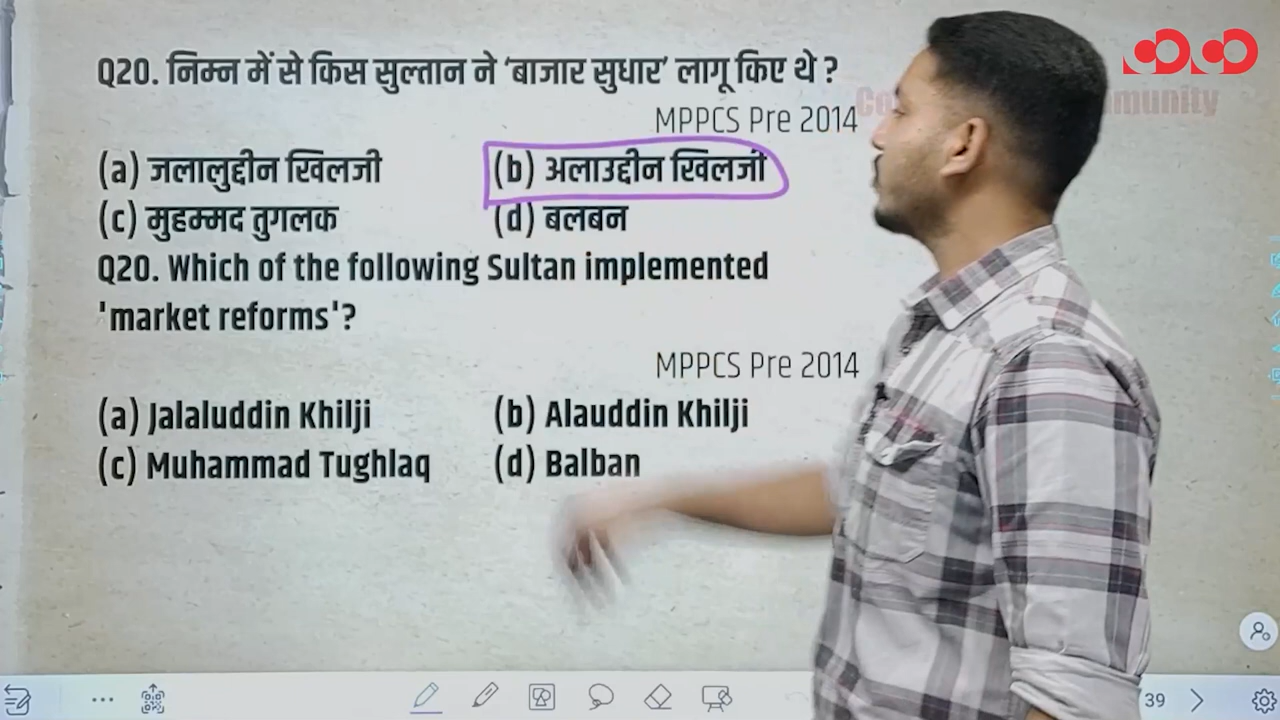 Q20. निम्न में से किस सुल्तान ने 'बाजार सुधार' लागू किए थे ?
MPPCS Pre 2014
(a) जलालुद्दीन खिलजी (b) अलाउद्दीन खिलजी
(c) मुहम्मद तुगलक (d) बलबन
Q20. Which of the following Sultan implemented
'market reforms'?
MPPCS Pre 2014
(a) Jalaluddin Khilji (b) Alauddin Khilji
(c) Muhammad Tughlaq (d) Balban
39